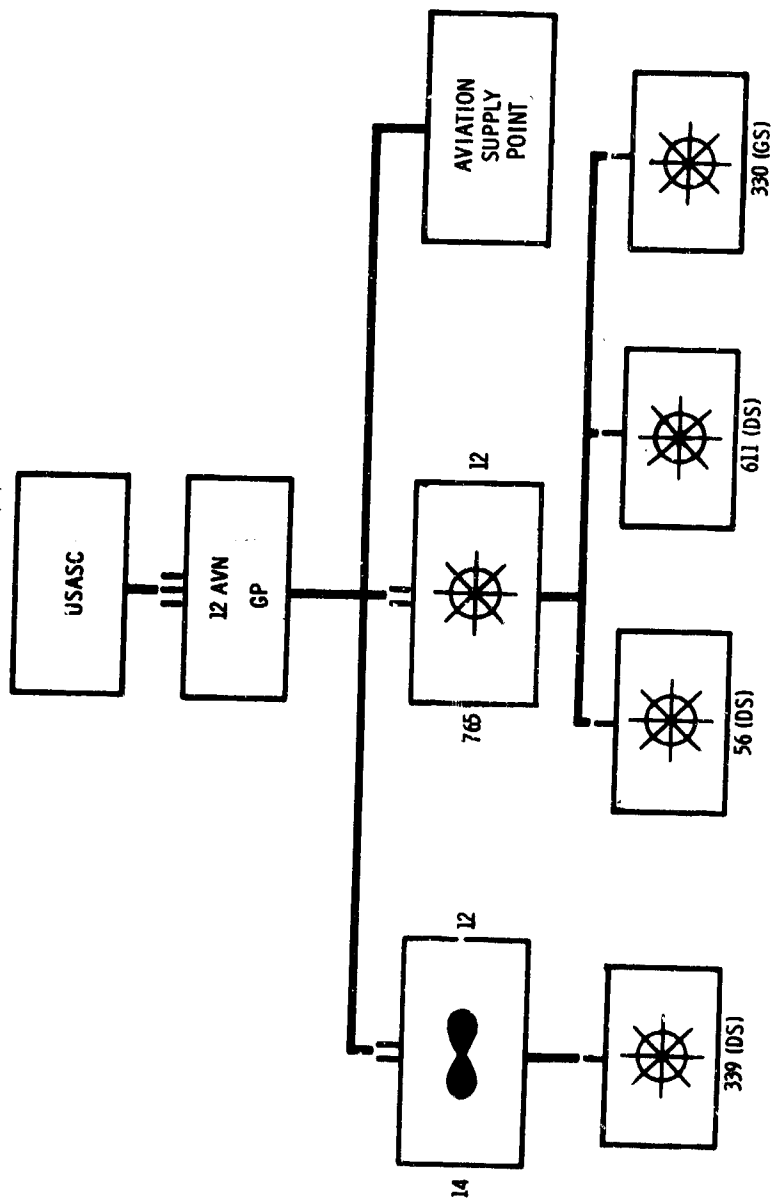 USASC
12 AVN
GP
14
12
765
12
AVIATION
SUPPLY
POINT
339 (DS)
56 (DS)
611 (DS)
330 (GS)